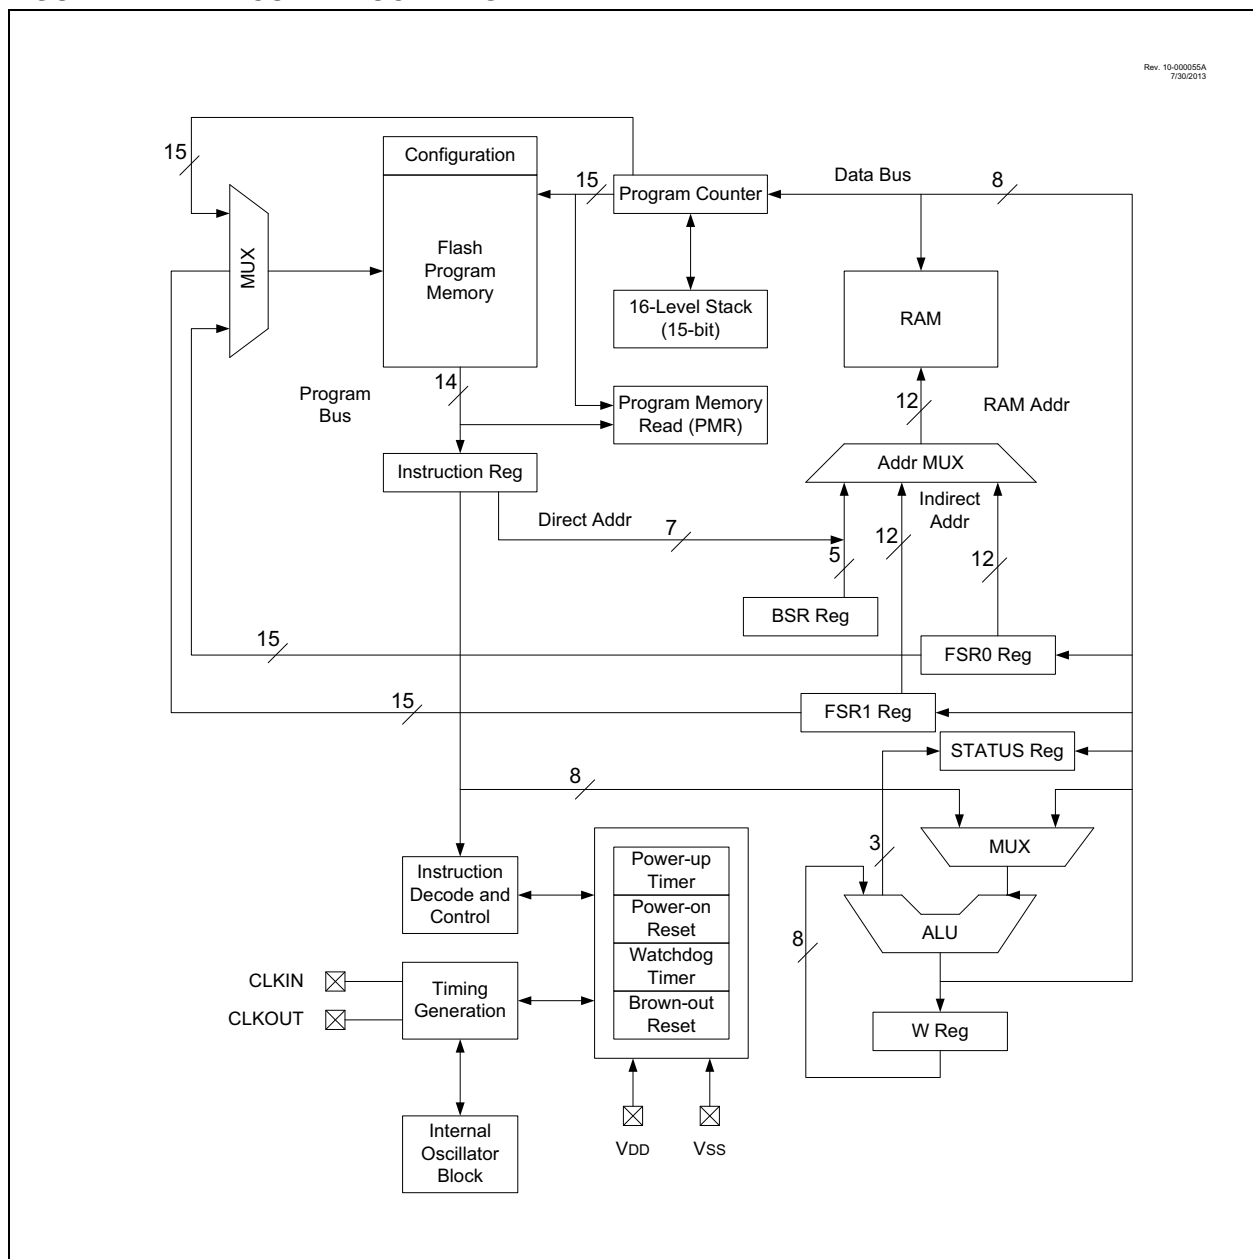 Rev. 10-000055A
7/30/2013
15
Configuration
15
Program Counter
Data Bus
8
MUX
Flash
Program
Memory
16-Level Stack
(15-bit)
RAM
Program
Bus
14
Program Memory
Read (PMR)
12
RAM Addr
Instruction Reg
Addr MUX
Indirect
Addr
Direct Addr
7
12
5
12
BSR Reg
15
FSR0 Reg
15
FSR1 Reg
STATUS Reg
8
3
MUX
Power-up
Timer
Instruction
Decode and
Control
Power-on
Reset
8
ALU
Watchdog
Timer
CLKIN
Timing
Generation
Brown-out
Reset
CLKOUT
W Reg
Internal
Oscillator
Block
VDD
VSS